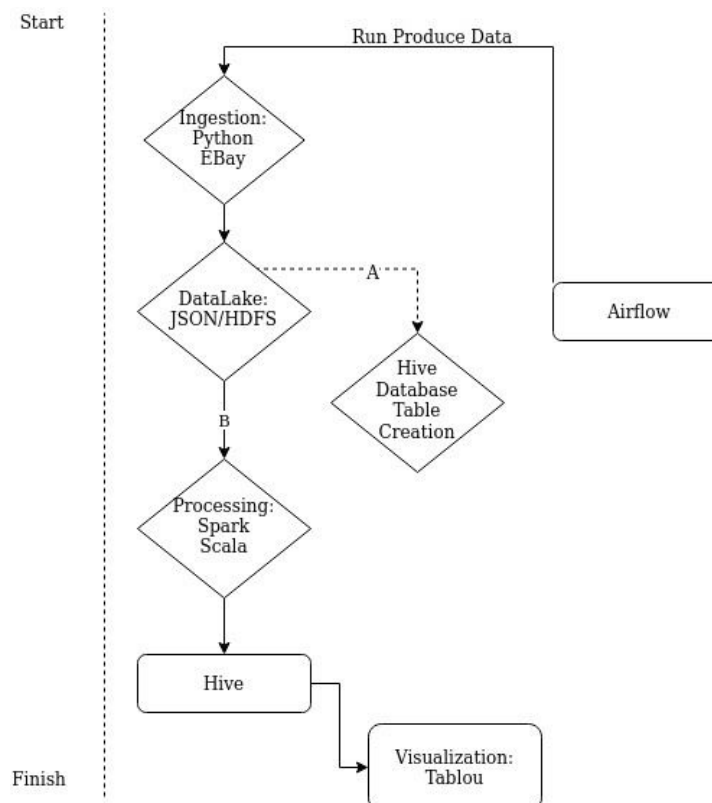 Start
Run Produce Data
Ingestion:
Python
EBay
A
DataLake:
JSON/HDFS
Airflow
Hive
Database
Table
Creation
B
Processing:
Spark
Scala
Hive
Visualization:
Tablou
Finish